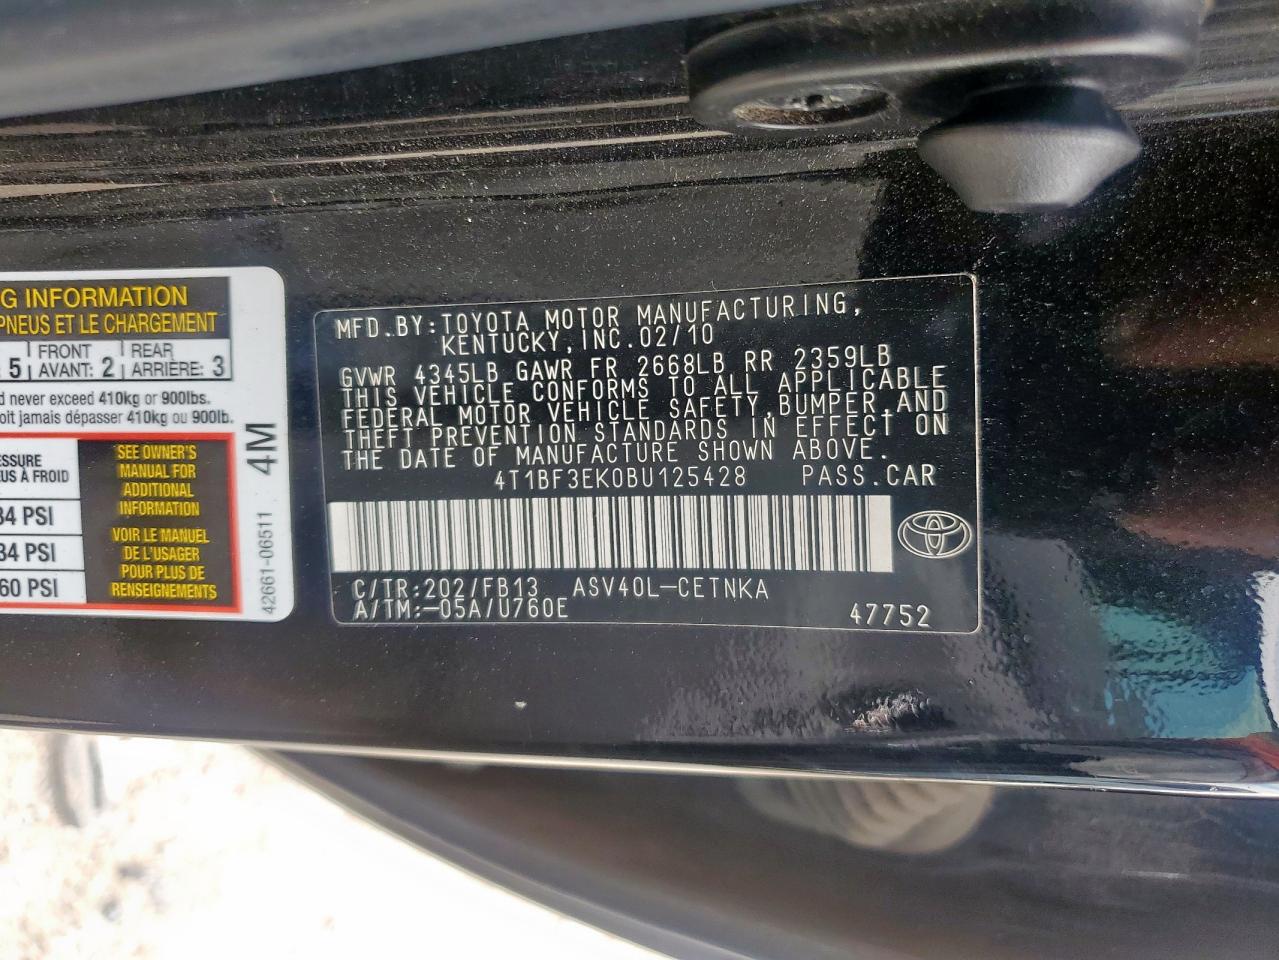 G INFORMATION
PNEUS ET LE CHARGEMENT
5 FRONT AVANT: 2 REAR ARRIÈRE: 3
never exceed 410kg or 900lbs.
jamais dépasser 410kg ou 900lb.
À FROID
34 PSI
34 PSI
60 PSI
SEE OWNER'S
MANUAL FOR
ADDITIONAL
INFORMATION
VOIR LE MANUEL
DE L'USAGER
POUR PLUS DE
RENSEIGNEMENTS
4M
42661-06511
MFD.BY:TOYOTA MOTOR MANUFACTURING,
KENTUCKY,INC.02/10
GVWR 4345LB GAWR FR 2668LB RR 2359LB
THIS VEHICLE CONFORMS TO ALL APPLICABLE
FEDERAL MOTOR VEHICLE SAFETY,BUMPER,AND
THEFT PREVENTION STANDARDS IN EFFECT ON
THE DATE OF MANUFACTURE SHOWN ABOVE.
4T1BF3EK0BU125428 PASS.CAR
C/TR:202/FB13 ASV40L-CETNKA
A/TM:-05A/U760E 47752